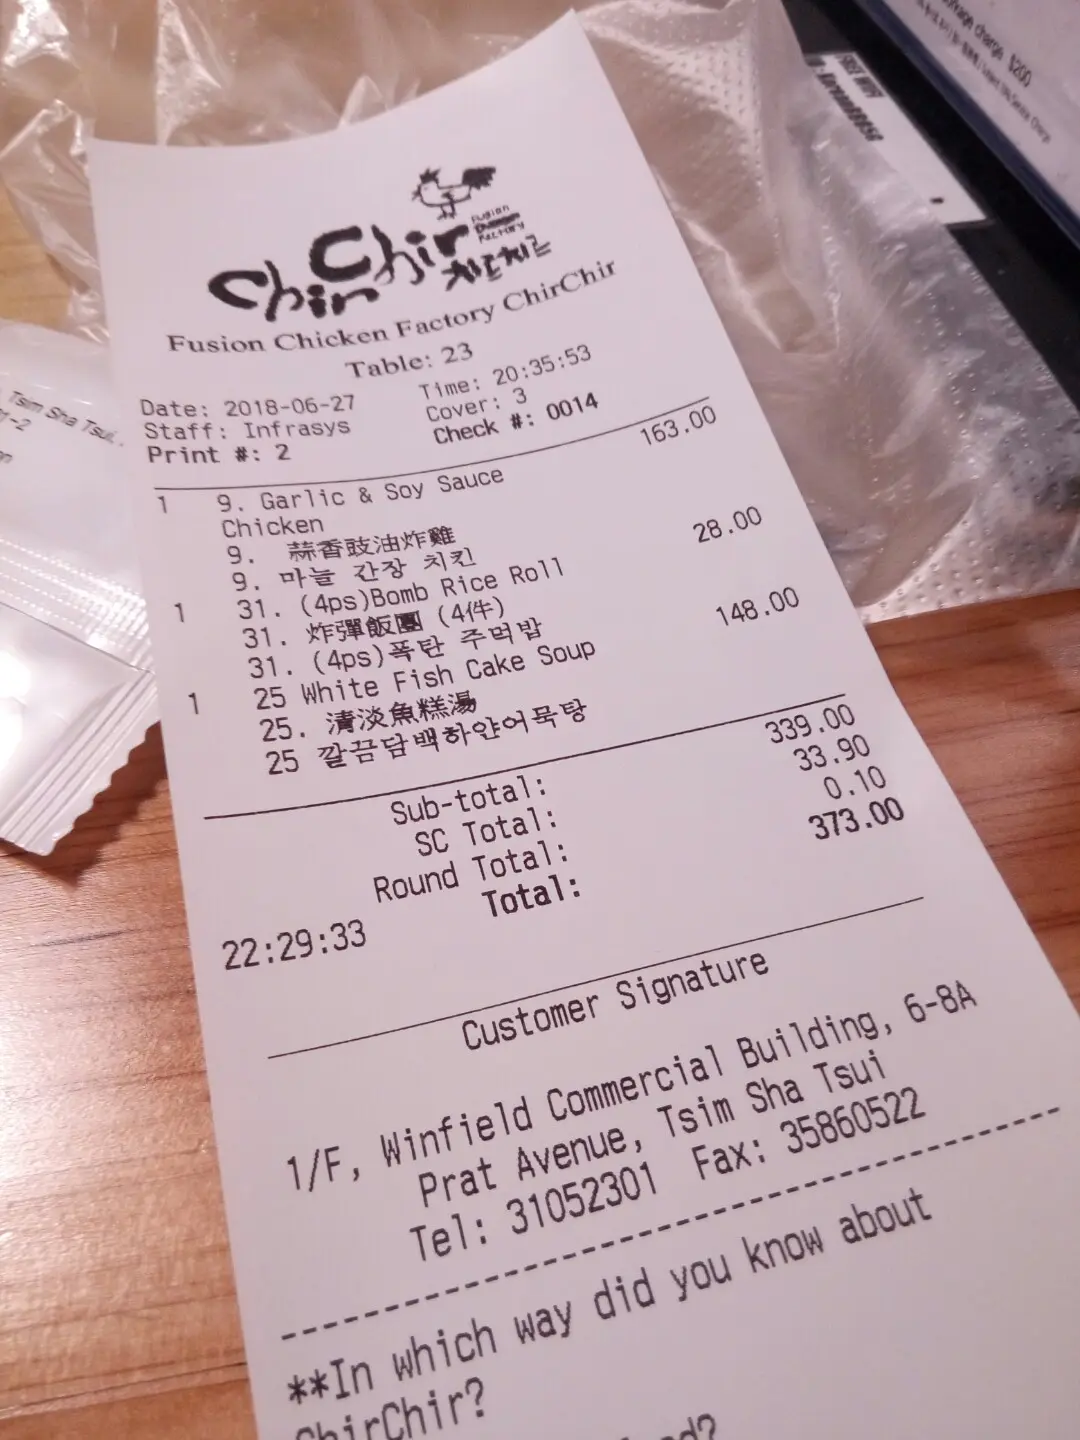 ChirChir
Fusion
Chicken
Factory
치르치르
Fusion Chicken Factory ChirChir
Table: 23
Date: 2018-06-27 Time: 20:35:53
Staff: Infrasys Cover: 3
Print #: 2 Check #: 0014
1 9. Garlic & Soy Sauce 163.00
Chicken
9. 蒜香豉油炸雞
9. 마늘 간장 치킨
1 31. (4ps)Bomb Rice Roll 28.00
31. 炸彈飯團 (4件)
31. (4ps)폭탄 주먹밥
1 25 White Fish Cake Soup 148.00
25. 清淡魚糕湯
25 깔끔담백하얀어묵탕
Sub-total: 339.00
SC Total: 33.90
Round Total: 0.10
Total: 373.00
22:29:33
Customer Signature
1/F, Winfield Commercial Building, 6-8A
Prat Avenue, Tsim Sha Tsui
Tel: 31052301 Fax: 35860522
**In which way did you know about
ChirChir?
Tsim Sha Tsui,
charge $200
FREE WIFI